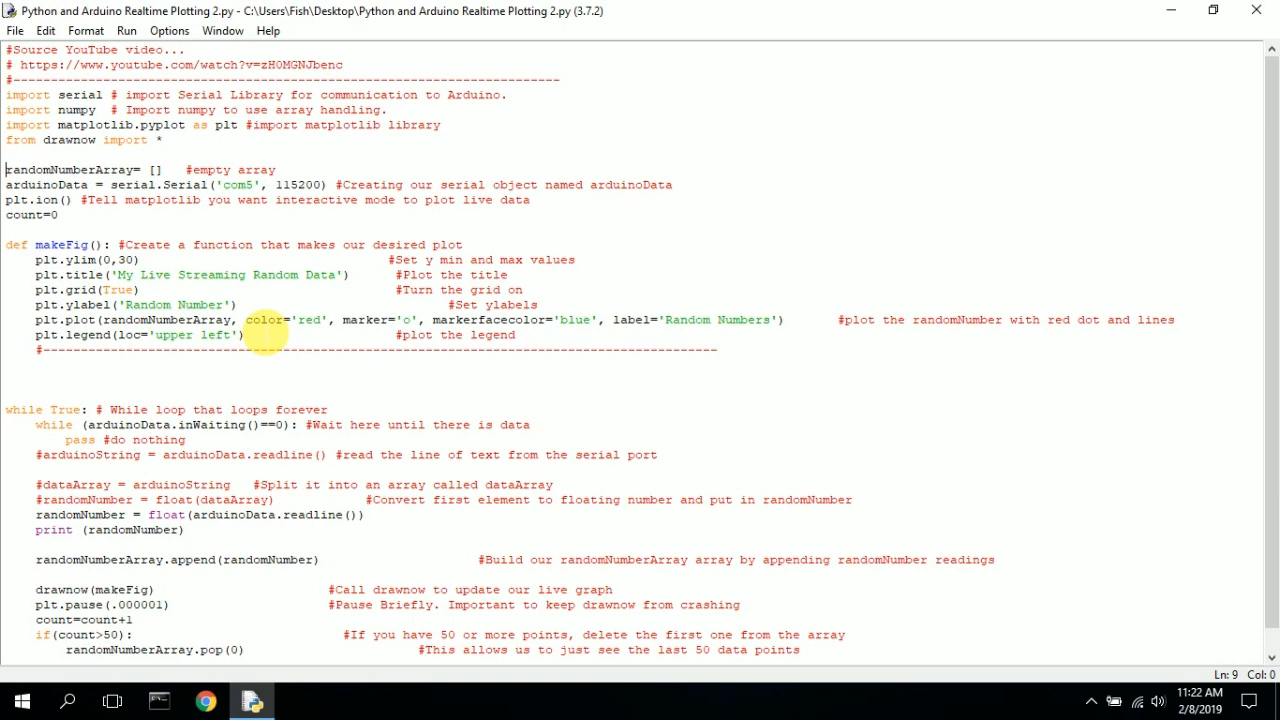 Python and Arduino Realtime Plotting 2.py - C:\Users\Fish\Desktop\Python and Arduino Realtime Plotting 2.py (3.7.2)
File Edit Format Run Options Window Help
#Source YouTube video...
# https://www.youtube.com/watch?v=zH0MGNJbenc
#-------------------------------------------------------------------------
import serial # import Serial Library for communication to Arduino.
import numpy  # Import numpy to use array handling.
import matplotlib.pyplot as plt #import matplotlib library
from drawnow import *
randomNumberArray= []   #empty array
arduinoData = serial.Serial('com5', 115200) #Creating our serial object named arduinoData
plt.ion() #Tell matplotlib you want interactive mode to plot live data
count=0
def makeFig(): #Create a function that makes our desired plot
    plt.ylim(0,30)                                 #Set y min and max values
    plt.title('My Live Streaming Random Data')      #Plot the title
    plt.grid(True)                                  #Turn the grid on
    plt.ylabel('Random Number')                            #Set ylabels
    plt.plot(randomNumberArray, color='red', marker='o', markerfacecolor='blue', label='Random Numbers')       #plot the randomNumber with red dot and lines
    plt.legend(loc='upper left')                    #plot the legend
    #------------------------------------------------------------------------------------------
while True: # While loop that loops forever
    while (arduinoData.inWaiting()==0): #Wait here until there is data
        pass #do nothing
    #arduinoString = arduinoData.readline() #read the line of text from the serial port
    #dataArray = arduinoString   #Split it into an array called dataArray
    #randomNumber = float(dataArray)            #Convert first element to floating number and put in randomNumber
    randomNumber = float(arduinoData.readline())
    print (randomNumber)
    randomNumberArray.append(randomNumber)                     #Build our randomNumberArray array by appending randomNumber readings
    drawnow(makeFig)                       #Call drawnow to update our live graph
    plt.pause(.000001)                     #Pause Briefly. Important to keep drawnow from crashing
    count=count+1
    if(count>50):                            #If you have 50 or more points, delete the first one from the array
        randomNumberArray.pop(0)                       #This allows us to just see the last 50 data points
Ln: 9 Col: 0
11:22 AM
2/8/2019